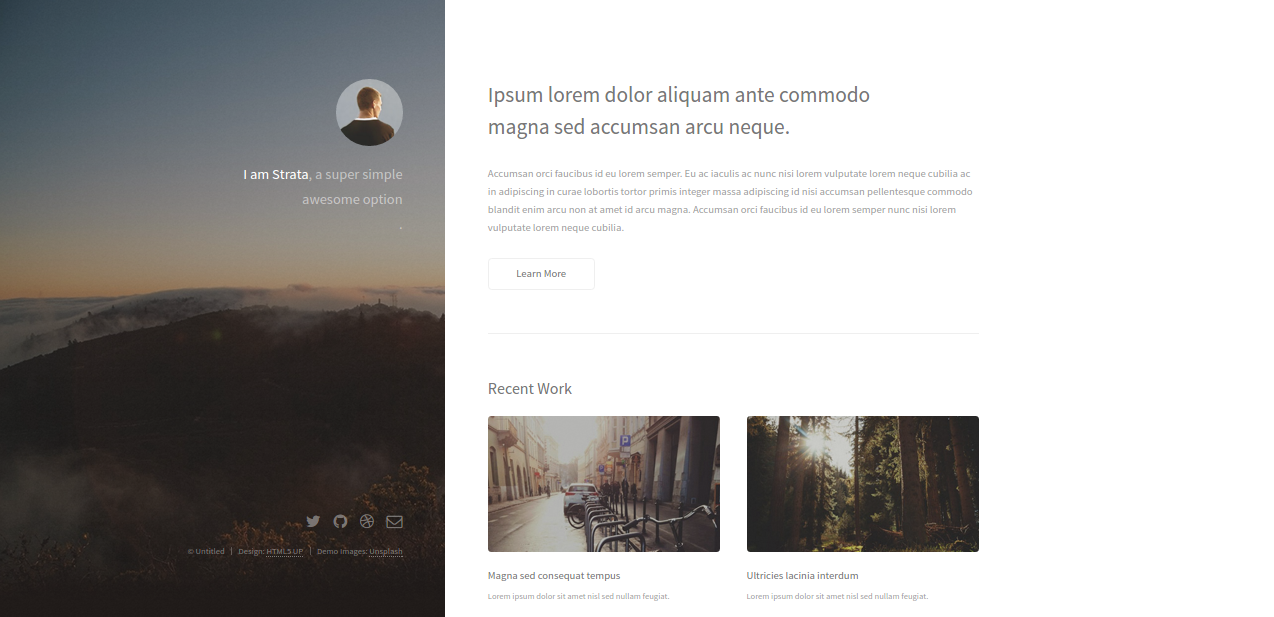 I am Strata, a super simple
awesome option
.
© Untitled | Design: HTML5 UP | Demo Images: Unsplash
Ipsum lorem dolor aliquam ante commodo
magna sed accumsan arcu neque.
Accumsan orci faucibus id eu lorem semper. Eu ac iaculis ac nunc nisi lorem vulputate lorem neque cubilia ac
in adipiscing in curae lobortis tortor primis integer massa adipiscing id nisi accumsan pellentesque commodo
blandit enim arcu non at amet id arcu magna. Accumsan orci faucibus id eu lorem semper nunc nisi lorem
vulputate lorem neque cubilia.
Learn More
Recent Work
P
Magna sed consequat tempus
Lorem ipsum dolor sit amet nisl sed nullam feugiat.
Ultricies lacinia interdum
Lorem ipsum dolor sit amet nisl sed nullam feugiat.